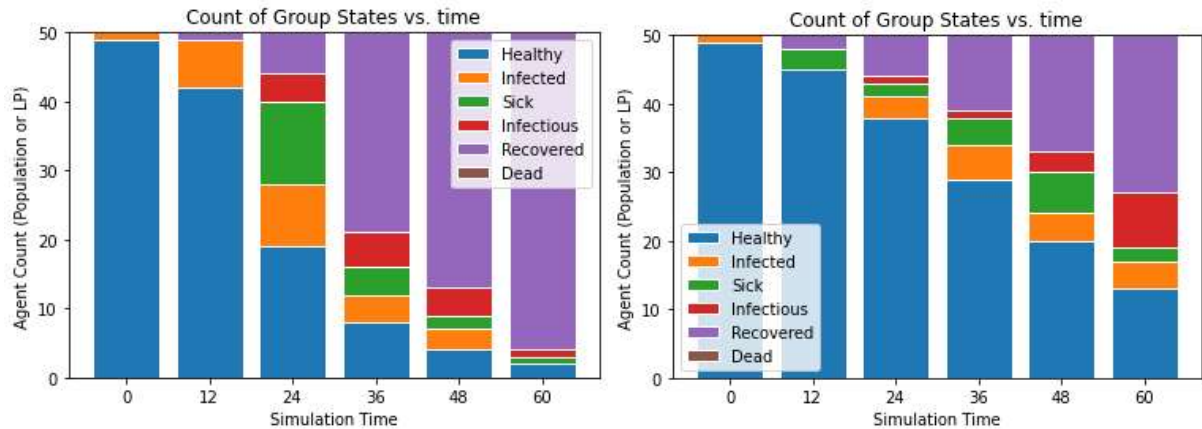 Count of Group States vs. time
Agent Count (Population or LP)
50
40
30
20
10
0
Healthy
Infected
Sick
Infectious
Recovered
Dead
0 12 24 36 48 60
Simulation Time
Count of Group States vs. time
Agent Count (Population or LP)
50
40
30
20
10
0
Healthy
Infected
Sick
Infectious
Recovered
Dead
0 12 24 36 48 60
Simulation Time